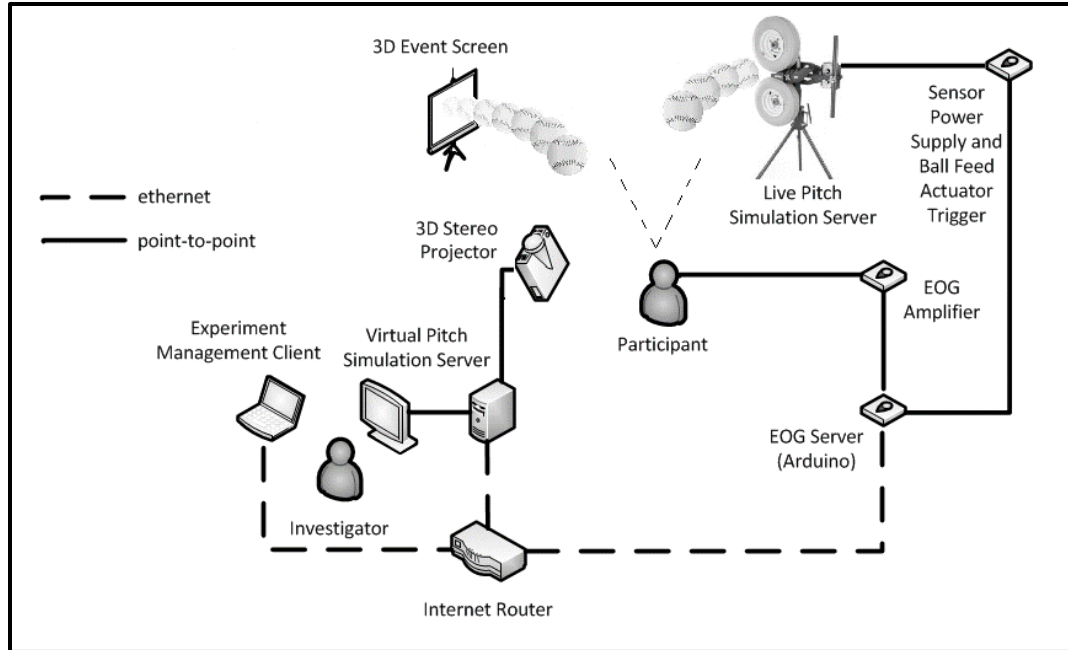 3D Event Screen
Sensor
Power
Supply and
Ball Feed
Actuator
Trigger
Live Pitch
Simulation Server
ethernet
point-to-point
3D Stereo
Projector
EOG
Amplifier
Experiment
Management Client
Virtual Pitch
Simulation Server
Participant
EOG Server
(Arduino)
Investigator
Internet Router